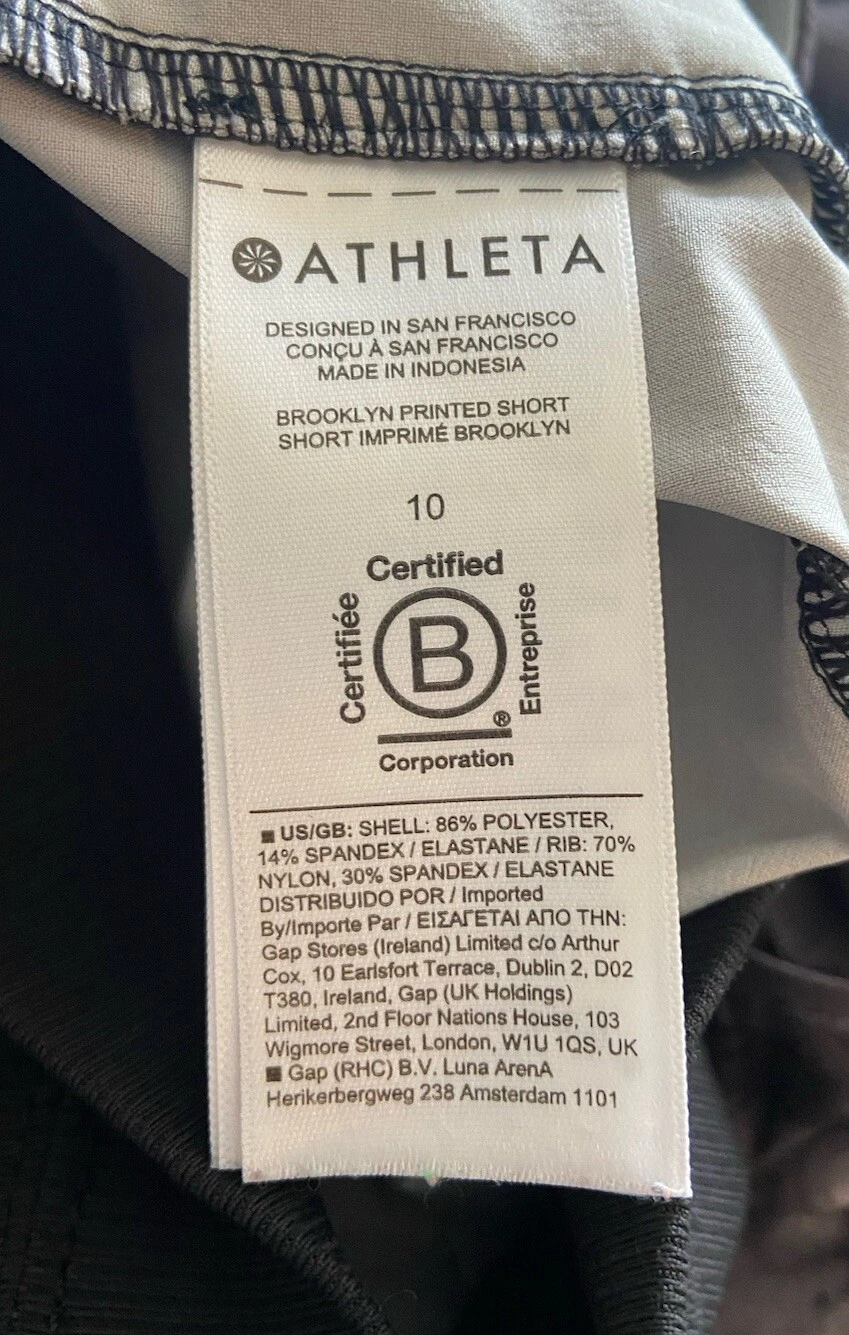 ATHLETA
DESIGNED IN SAN FRANCISCO
CONÇU À SAN FRANCISCO
MADE IN INDONESIA
BROOKLYN PRINTED SHORT
SHORT IMPRIMÉ BROOKLYN
10
Certified
Certifiée
B
Entreprise
®
Corporation
■ US/GB: SHELL: 86% POLYESTER,
14% SPANDEX / ELASTANE / RIB: 70%
NYLON, 30% SPANDEX / ELASTANE
DISTRIBUIDO POR / Imported
By/Importe Par / ΕΙΣΑΓΕΤΑΙ ΑΠΟ ΤΗΝ:
Gap Stores (Ireland) Limited c/o Arthur
Cox, 10 Earlsfort Terrace, Dublin 2, D02
T380, Ireland, Gap (UK Holdings)
Limited, 2nd Floor Nations House, 103
Wigmore Street, London, W1U 1QS, UK
■ Gap (RHC) B.V. Luna ArenA
Herikerbergweg 238 Amsterdam 1101